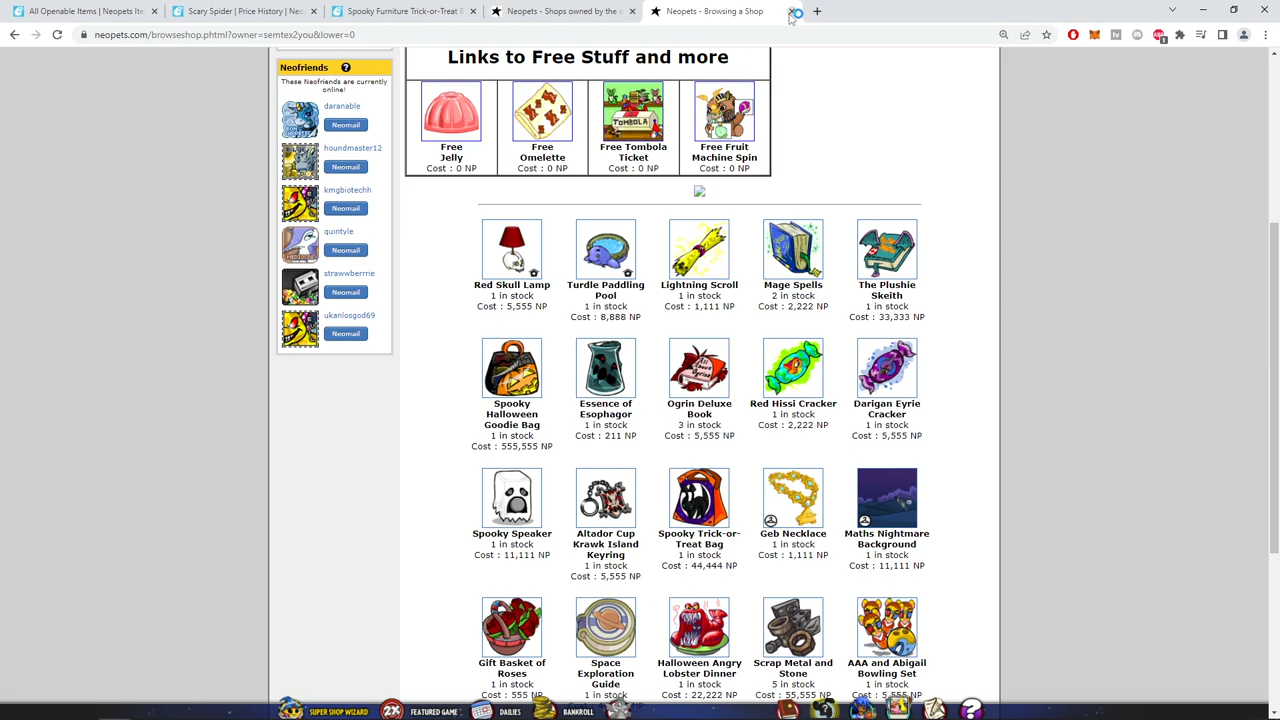 All Openable Items | Neopets Ite
Scary Spider | Price History | Neo
Spooky Furniture Trick-or-Treat B
Neopets - Shops owned by the o
Neopets - Browsing a Shop
neopets.com/browseshop.phtml?owner=semtex2you&lower=0
Neofriends
These Neofriends are currently
online!
daranable
Neomail
houndmaster12
Neomail
kmgbiotechh
Neomail
quintyle
Neomail
strawwberrrie
Neomail
ukanlosgod69
Neomail
Links to Free Stuff and more
Free
Jelly
Cost : 0 NP
Free
Omelette
Cost : 0 NP
TOMBOLA
Free Tombola
Ticket
Cost : 0 NP
Free Fruit
Machine Spin
Cost : 0 NP
Red Skull Lamp
1 in stock
Cost : 5,555 NP
Turdle Paddling
Pool
1 in stock
Cost : 8,888 NP
Lightning Scroll
1 in stock
Cost : 1,111 NP
Mage Spells
2 in stock
Cost : 2,222 NP
The Plushie
Skeith
1 in stock
Cost : 33,333 NP
Spooky
Halloween
Goodie Bag
1 in stock
Cost : 555,555 NP
Essence of
Esophagor
1 in stock
Cost : 211 NP
Ogrin Deluxe
Book
3 in stock
Cost : 5,555 NP
Red Hissi Cracker
1 in stock
Cost : 2,222 NP
Darigan Eyrie
Cracker
1 in stock
Cost : 5,555 NP
Spooky Speaker
1 in stock
Cost : 11,111 NP
Altador Cup
Krawk Island
Keyring
1 in stock
Cost : 5,555 NP
Spooky Trick-or-
Treat Bag
1 in stock
Cost : 44,444 NP
Geb Necklace
1 in stock
Cost : 1,111 NP
Maths Nightmare
Background
1 in stock
Cost : 11,111 NP
Gift Basket of
Roses
1 in stock
Cost : 555 NP
Space
Exploration
Guide
1 in stock
Halloween Angry
Lobster Dinner
1 in stock
Cost : 22,222 NP
Scrap Metal and
Stone
5 in stock
Cost : 55,555 NP
AAA and Abigail
Bowling Set
1 in stock
Cost : 5,555 NP
SUPER SHOP WIZARD
2X
FEATURED GAME
DAILIES
BANKROLL